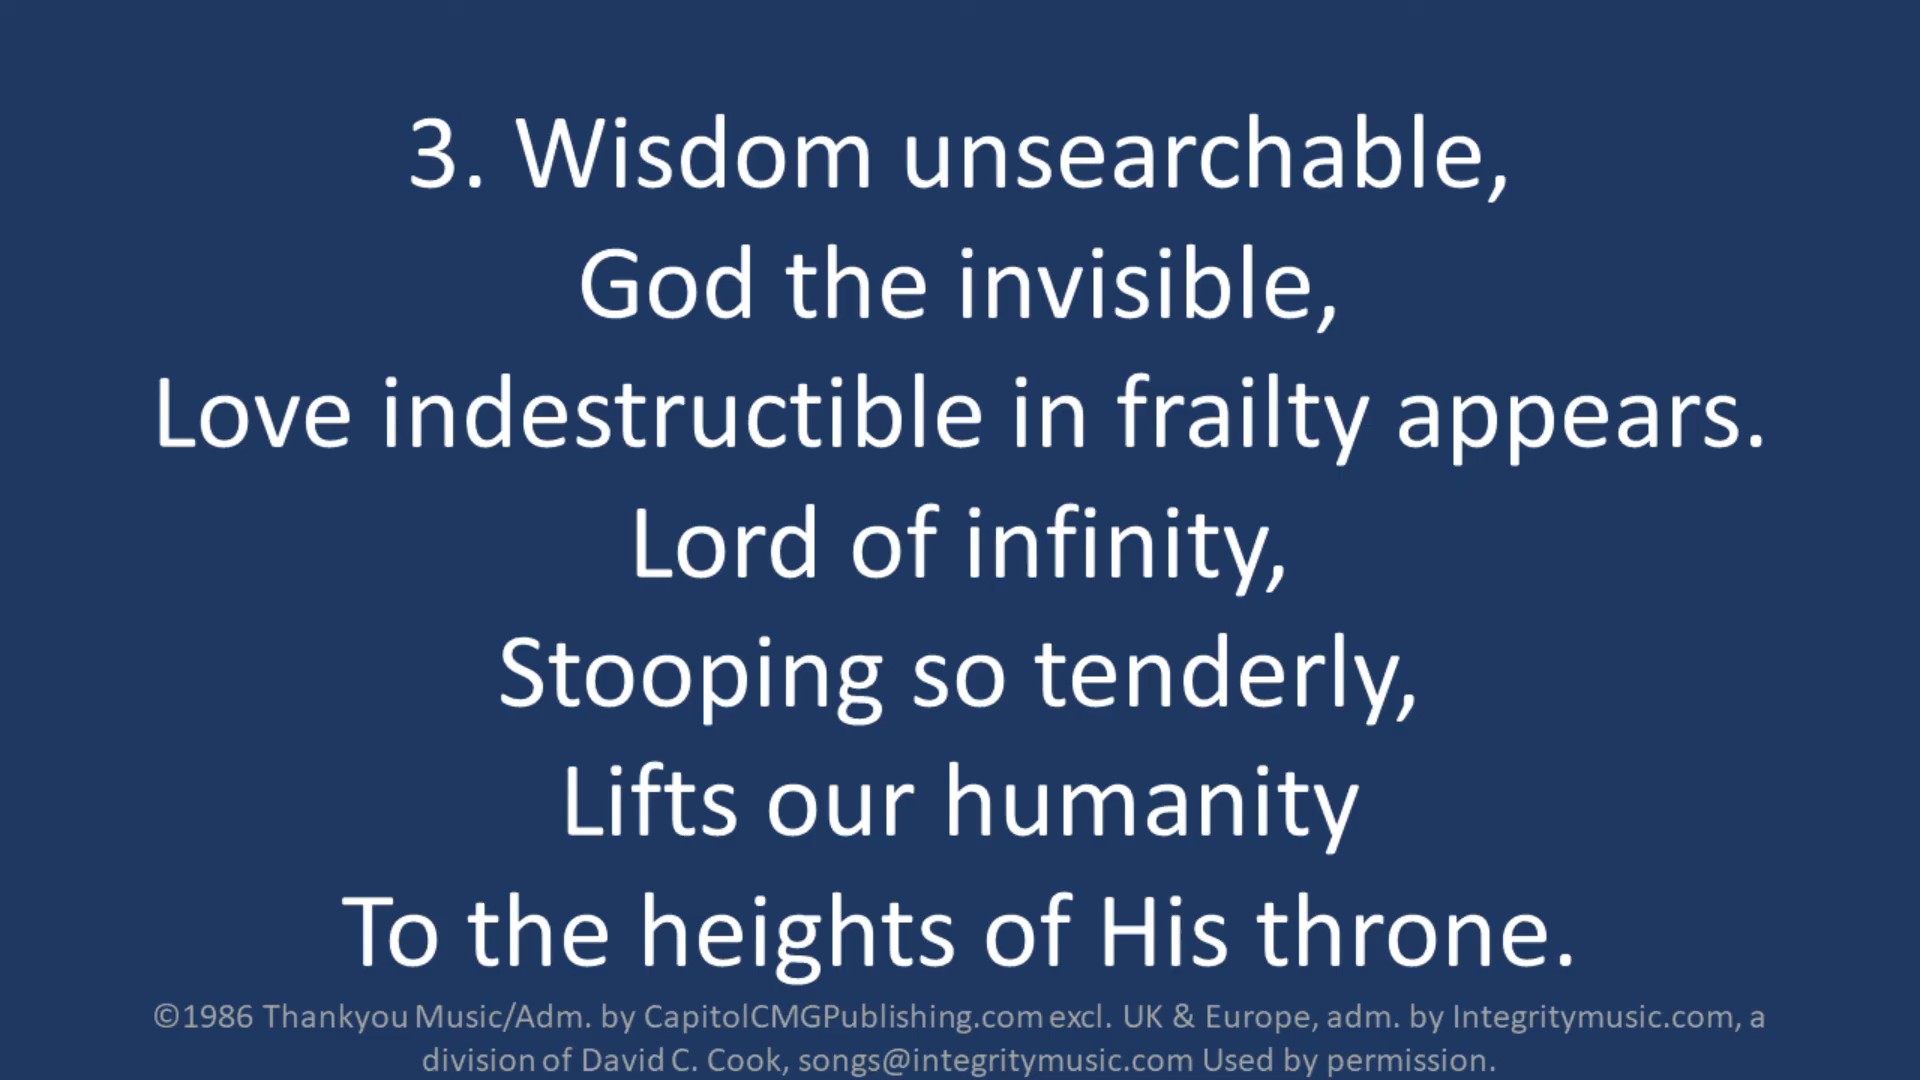 3. Wisdom unsearchable,
God the invisible,
Love indestructible in frailty appears.
Lord of infinity,
Stooping so tenderly,
Lifts our humanity
To the heights of His throne.
©1986 Thankyou Music/Adm. by CapitolCMGPublishing.com excl. UK & Europe, adm. by Integritymusic.com, a
division of David C. Cook, songs@integritymusic.com Used by permission.